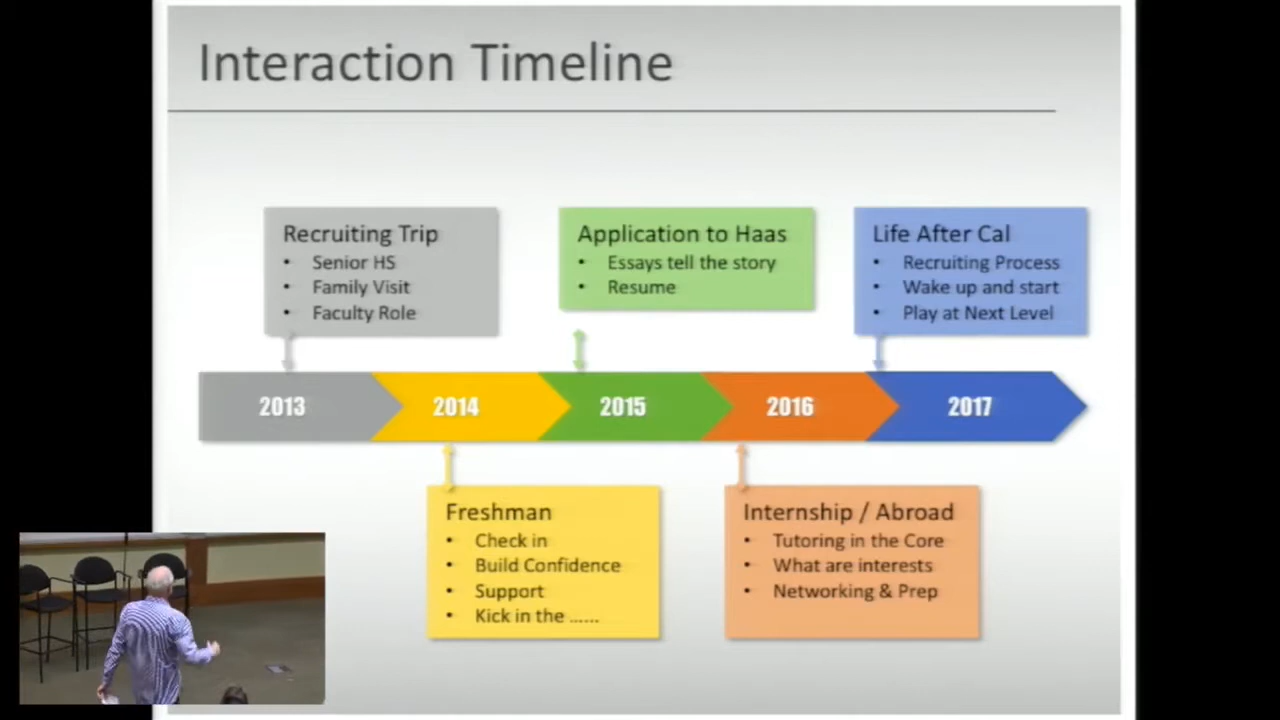 Interaction Timeline
Recruiting Trip
• Senior HS
• Family Visit
• Faculty Role
Application to Haas
• Essays tell the story
• Resume
Life After Cal
• Recruiting Process
• Wake up and start
• Play at Next Level
2013 2014 2015 2016 2017
Freshman
• Check in
• Build Confidence
• Support
• Kick in the ......
Internship / Abroad
• Tutoring in the Core
• What are interests
• Networking & Prep